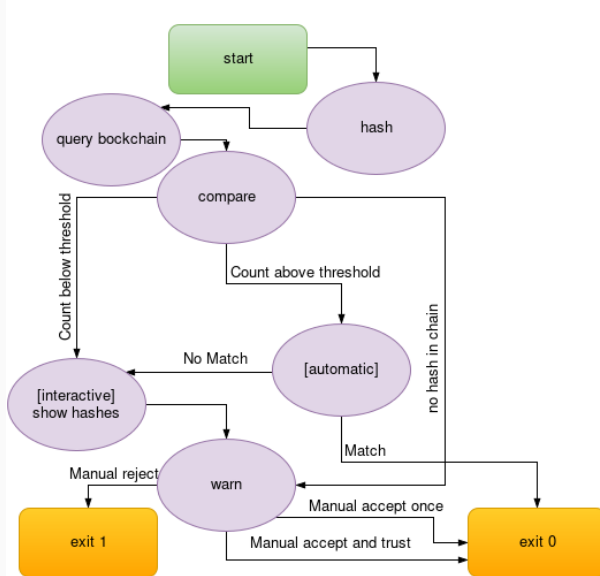 start
hash
query bockchain
compare
Count below threshold
Count above threshold
no hash in chain
No Match
[automatic]
[interactive]
show hashes
Match
Manual reject
warn
Manual accept once
exit 1
Manual accept and trust
exit 0